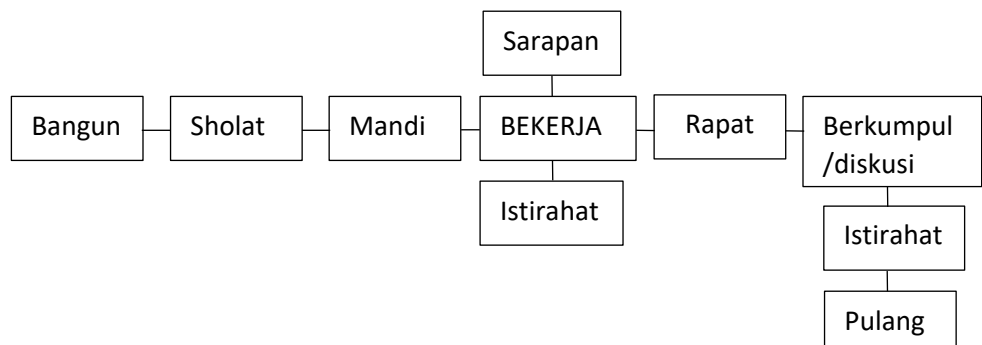 Sarapan
Bangun
Sholat
Mandi
BEKERJA
Rapat
Berkumpul
/diskusi
Istirahat
Istirahat
Pulang